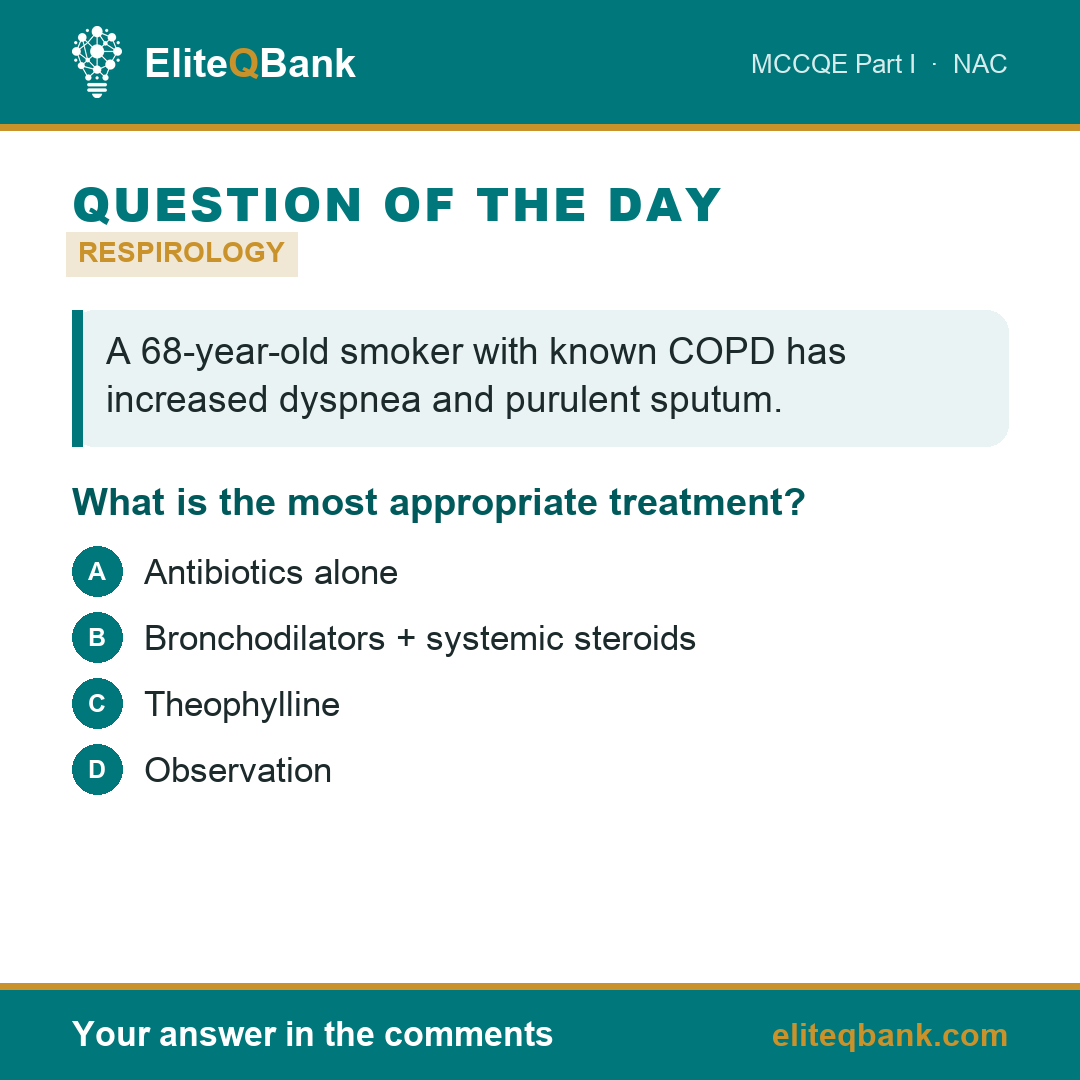 EliteQBank
MCCQE Part I · NAC
QUESTION OF THE DAY
RESPIROLOGY
A 68-year-old smoker with known COPD has
increased dyspnea and purulent sputum.
What is the most appropriate treatment?
A Antibiotics alone
B Bronchodilators + systemic steroids
C Theophylline
D Observation
Your answer in the comments
eliteqbank.com